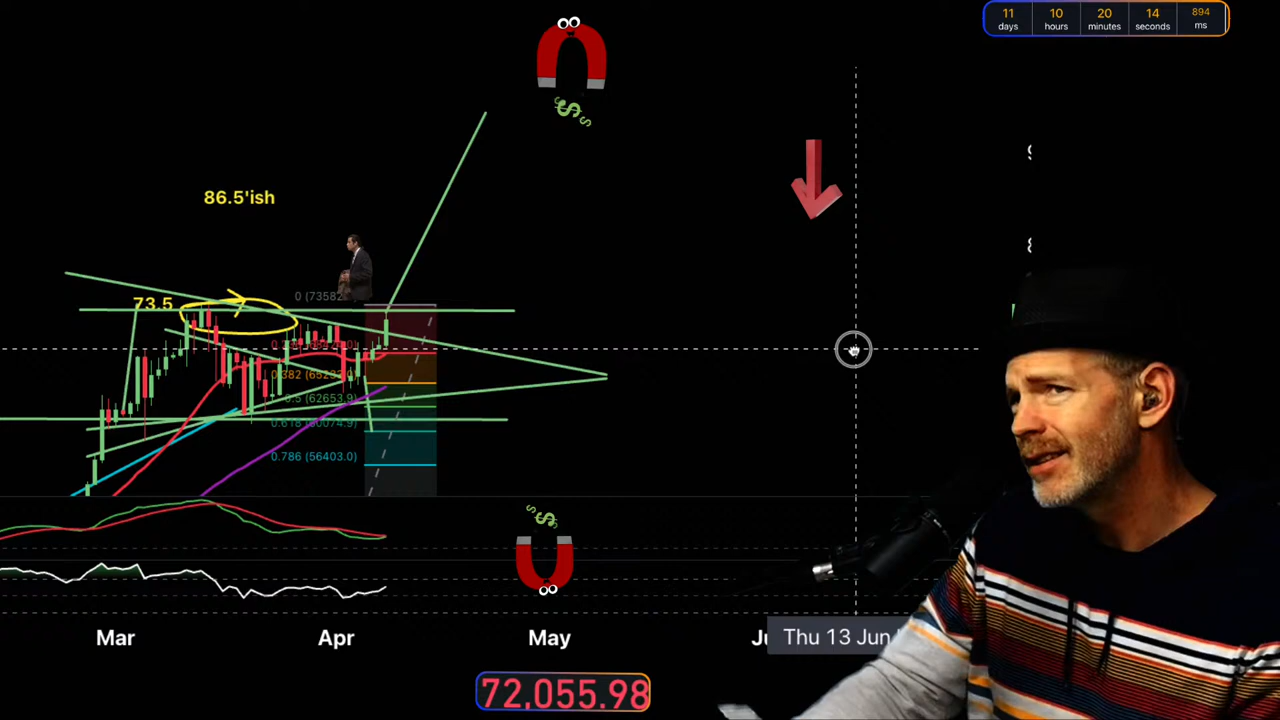 11 10 20 14 894
days hours minutes seconds ms
86.5'ish
73.5
0 (73582
0.382 (65233.0)
0.5 (62653.9)
0.618 (60074.9)
0.786 (56403.0)
Mar Apr May Thu 13 Jun
72,055.98